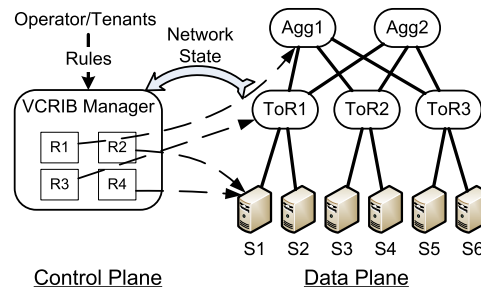 Operator/Tenants
Network
State
Rules
Agg1 Agg2
VCRIB Manager
ToR1 ToR2 ToR3
R1 R2
R3 R4
S1 S2 S3 S4 S5 S6
Control Plane Data Plane